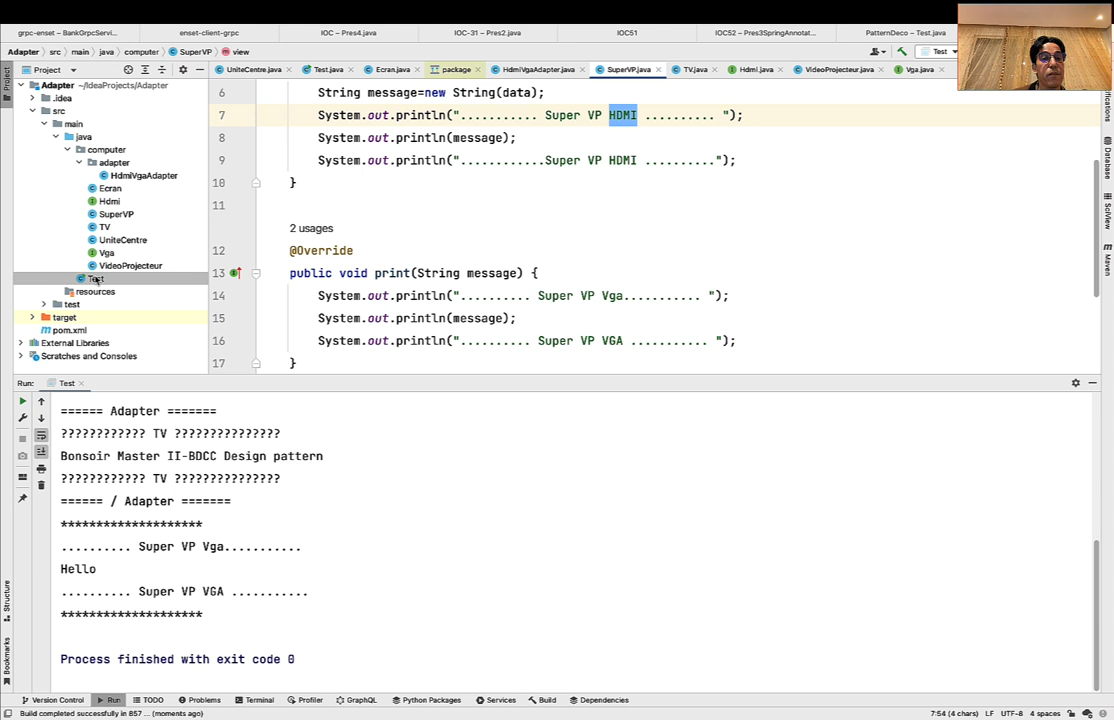 grpc-enset – BankGrpcServi...
enset-client-grpc
IOC – Pres4.java
IOC-31 – Pres2.java
IOC51
IOC52 – Pres3SpringAnnotat...
PatternDeco – Test.java
Adapter
src
main
java
computer
SuperVP
view
Test
Project
UniteCentre.java
Test.java
Ecran.java
package
HdmiVgaAdapter.java
SuperVP.java
TV.java
Hdmi.java
VideoProjecteur.java
Vga.java
Project
Adapter ~/IdeaProjects/Adapter
.idea
src
main
java
computer
adapter
HdmiVgaAdapter
Ecran
Hdmi
SuperVP
TV
UniteCentre
Vga
VideoProjecteur
Test
resources
test
target
pom.xml
External Libraries
Scratches and Consoles
6 String message=new String(data);
7 System.out.println("........... Super VP HDMI .......... ");
8 System.out.println(message);
9 System.out.println("............Super VP HDMI ..........");
10 }
11
2 usages
12 @Override
13 public void print(String message) {
14 System.out.println(".......... Super VP Vga........... ");
15 System.out.println(message);
16 System.out.println(".......... Super VP VGA ........... ");
17 }
Database
SciView
Maven
Run: Test
====== Adapter =======
???????????? TV ???????????????
Bonsoir Master II-BDCC Design pattern
???????????? TV ???????????????
====== / Adapter =======
********************
.......... Super VP Vga...........
Hello
.......... Super VP VGA ...........
********************
Process finished with exit code 0
Structure
Bookmarks
Version Control
Run
TODO
Problems
Terminal
Profiler
GraphQL
Python Packages
Services
Build
Dependencies
Build completed successfully in 857 ... (moments ago)
7:54 (4 chars) LF UTF-8 4 spaces